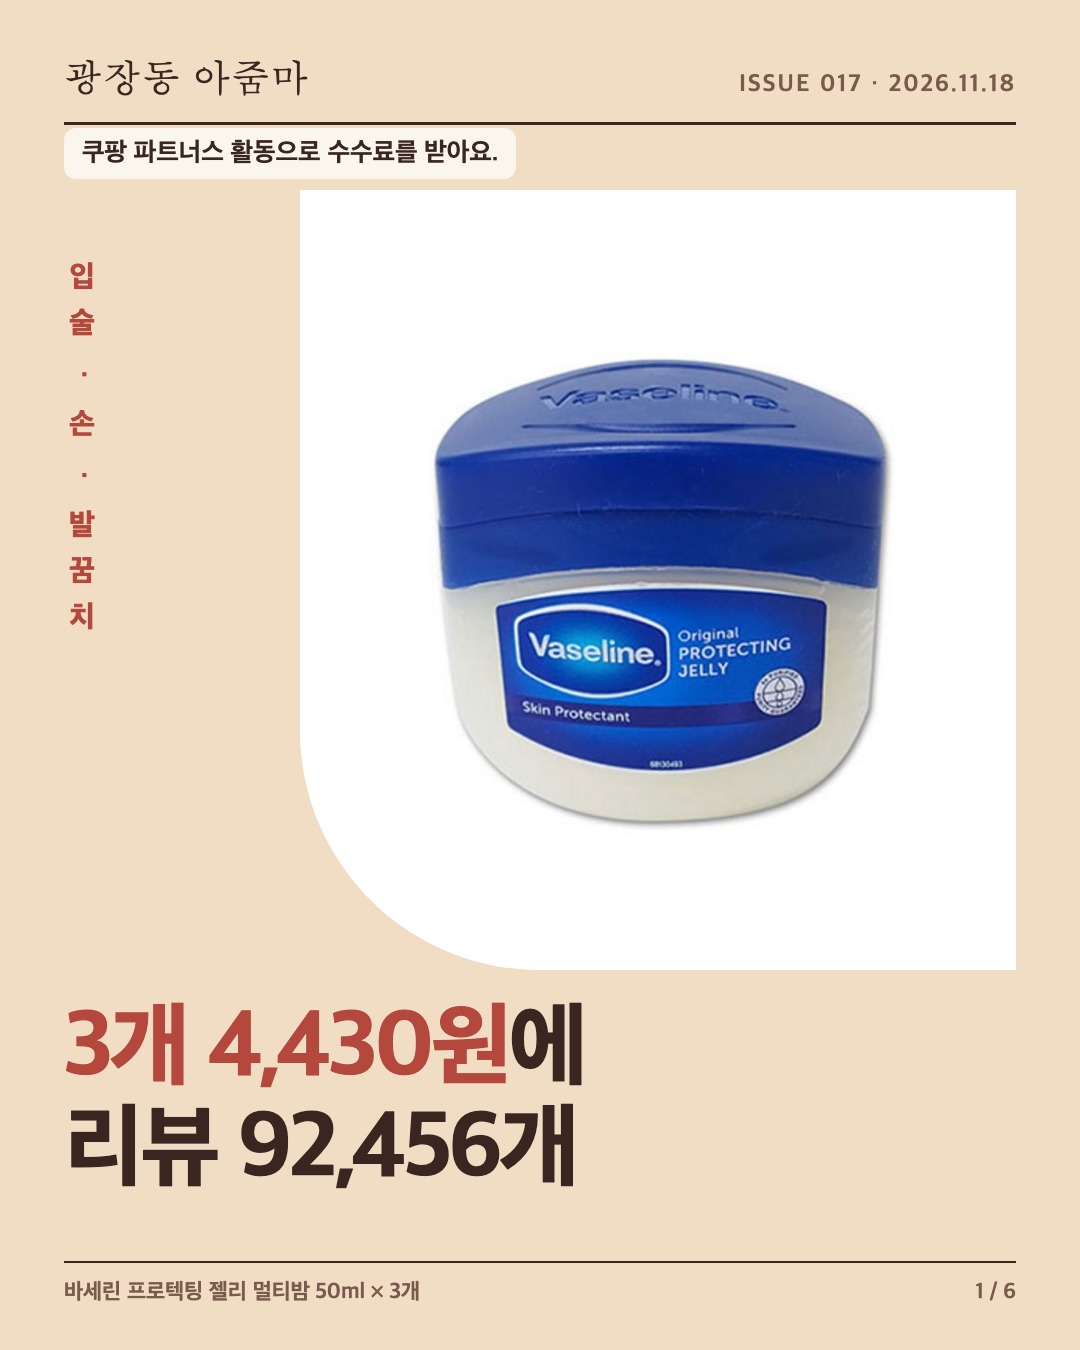 광장동 아줌마
ISSUE 017 · 2026.11.18
쿠팡 파트너스 활동으로 수수료를 받아요.
입술·손·발꿈치
Vaseline.
Vaseline.
Original
PROTECTING
JELLY
Skin Protectant
3개 4,430원에
리뷰 92,456개
바세린 프로텍팅 젤리 멀티밤 50ml × 3개
1 / 6